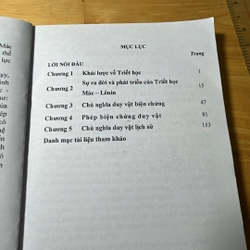 MỤC LỤC
Trang
LỜI NÓI ĐẦU
Chương 1 Khái lược về Triết học 1
Chương 2 Sự ra đời và phát triển của Triết học Mác – Lênin 15
Chương 3 Chủ nghĩa duy vật biện chứng 47
Chương 4 Phép biện chứng duy vật 81
Chương 5 Chủ nghĩa duy vật lịch sử 153
Danh mục tài liệu tham khảo
Mác
thể
lực